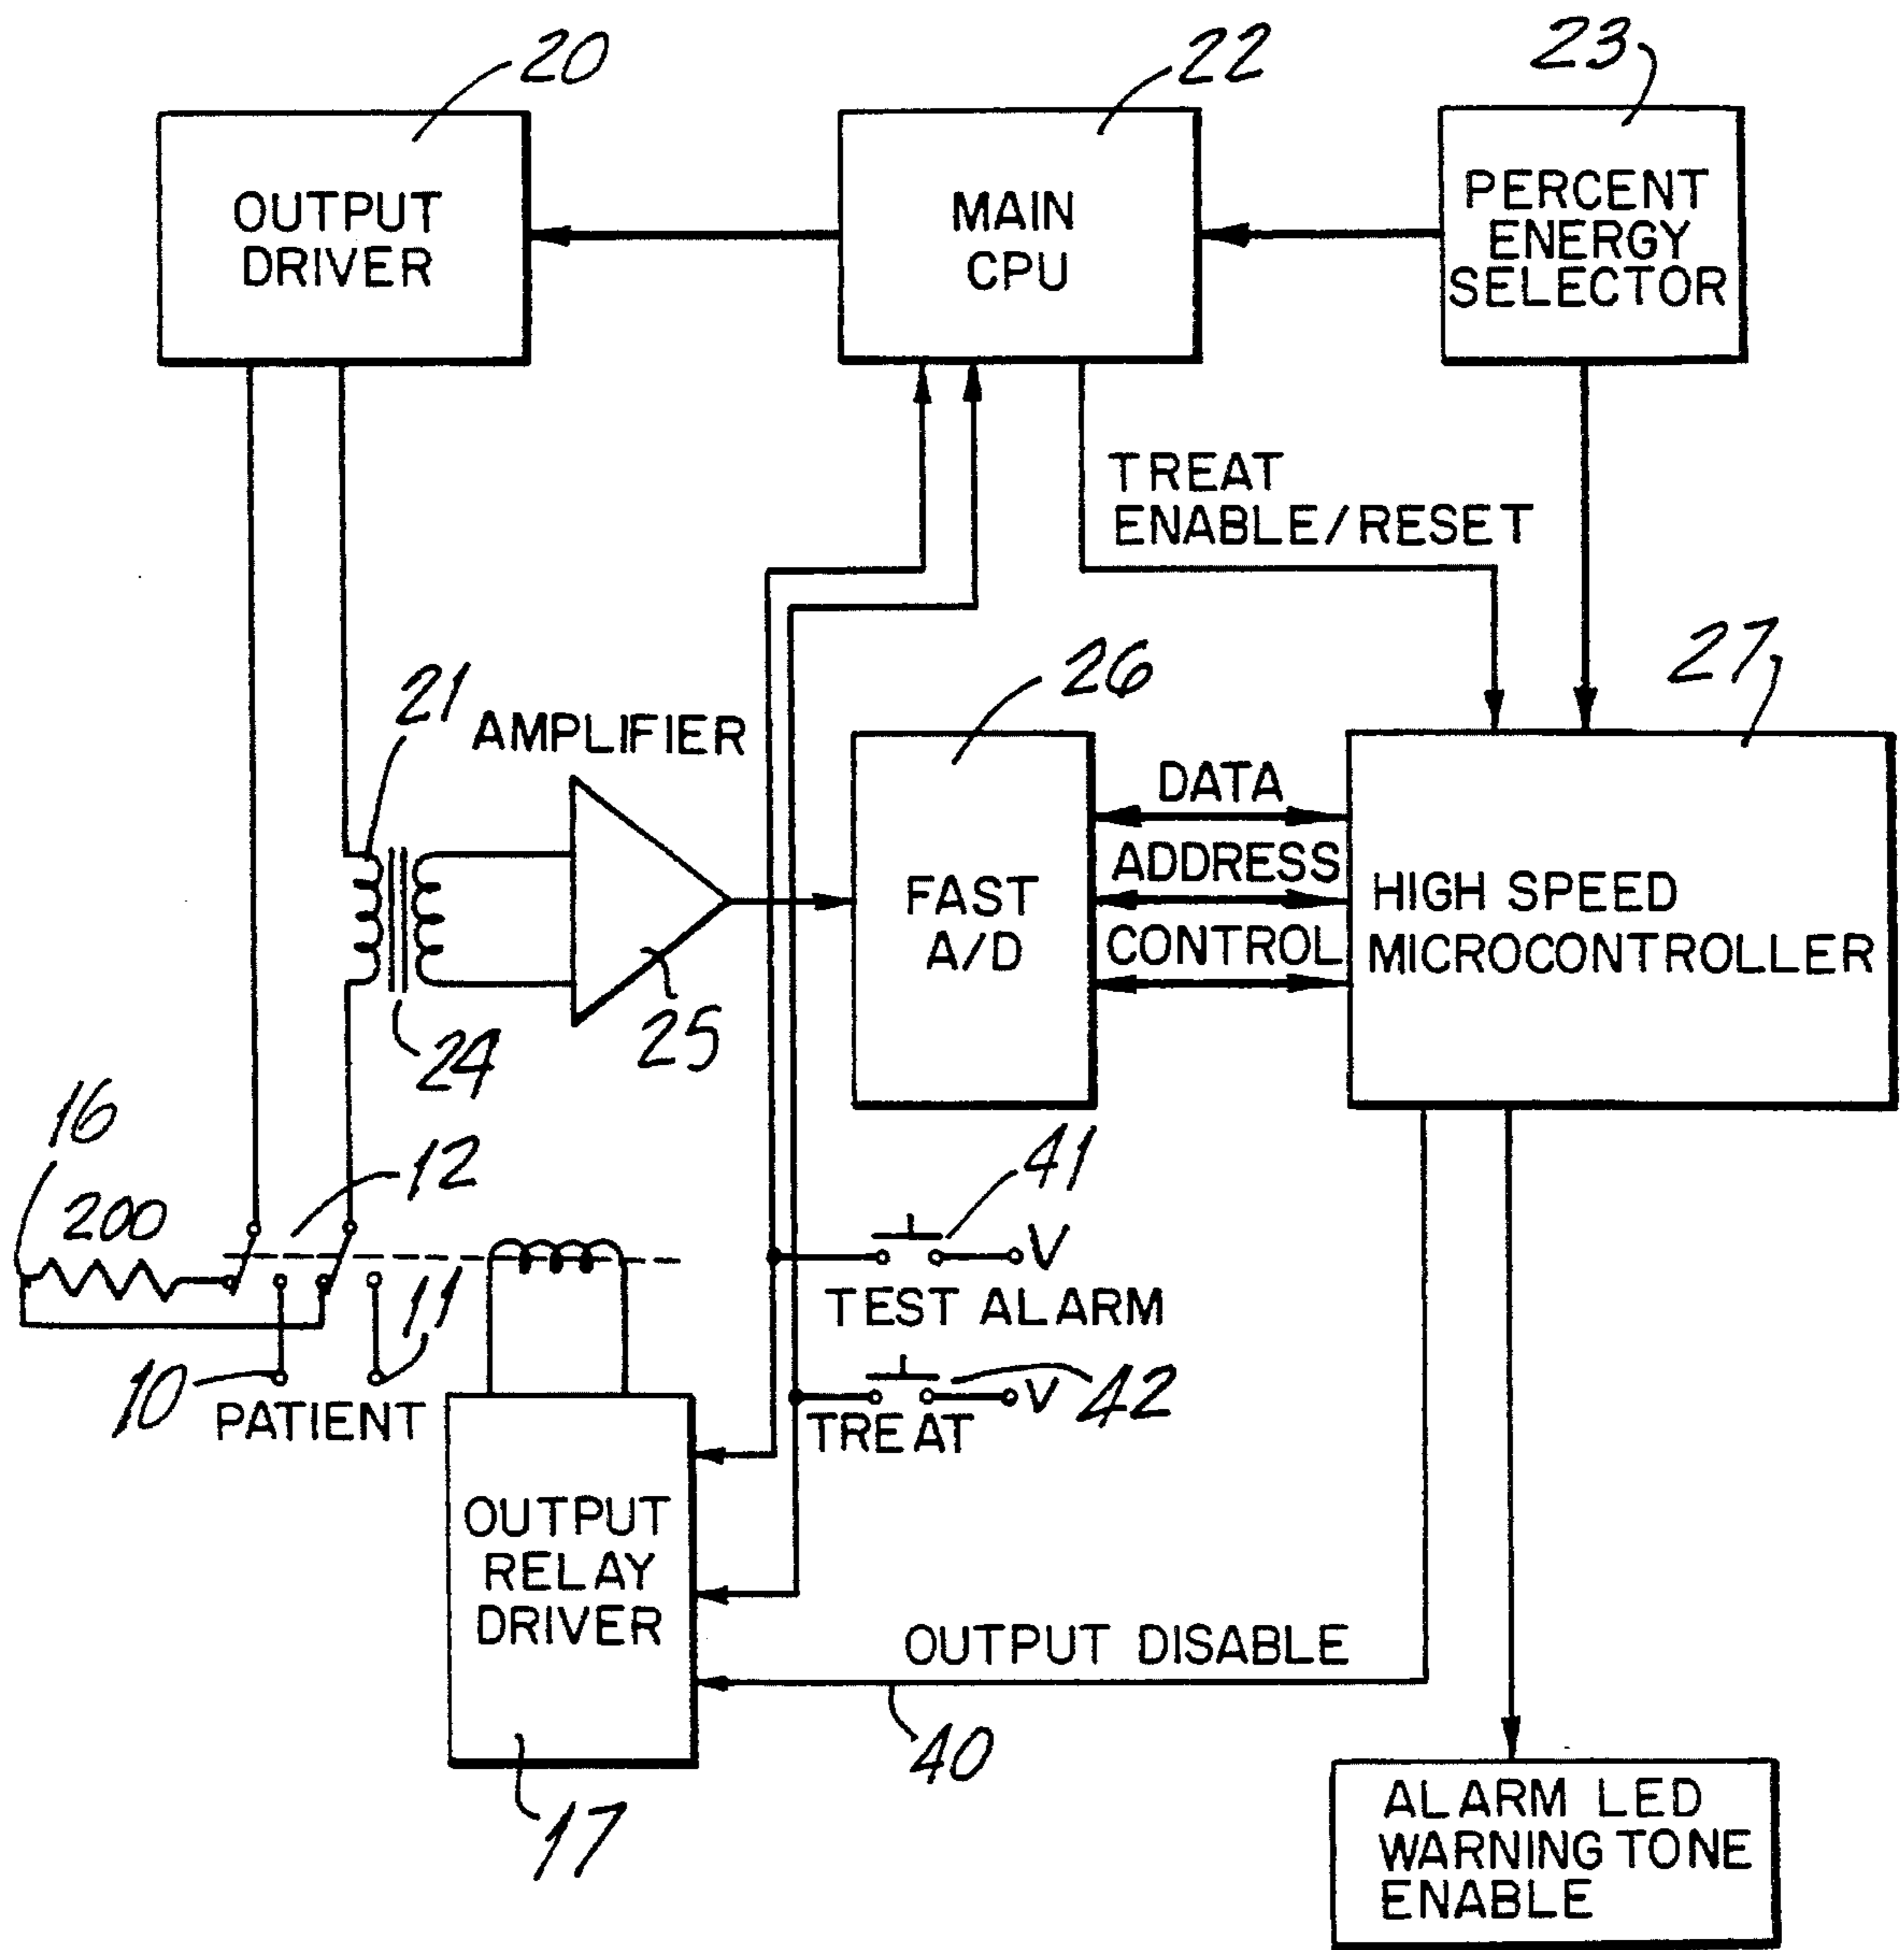 20
22
23
OUTPUT
DRIVER
MAIN
CPU
PERCENT
ENERGY
SELECTOR
TREAT
ENABLE/RESET
21
AMPLIFIER
26
27
DATA
ADDRESS
CONTROL
FAST
A/D
HIGH SPEED
MICROCONTROLLER
25
24
16
200
12
41
V
TEST ALARM
11
10
PATIENT
42
V
TREAT
OUTPUT
RELAY
DRIVER
OUTPUT DISABLE
40
17
ALARM LED
WARNING TONE
ENABLE